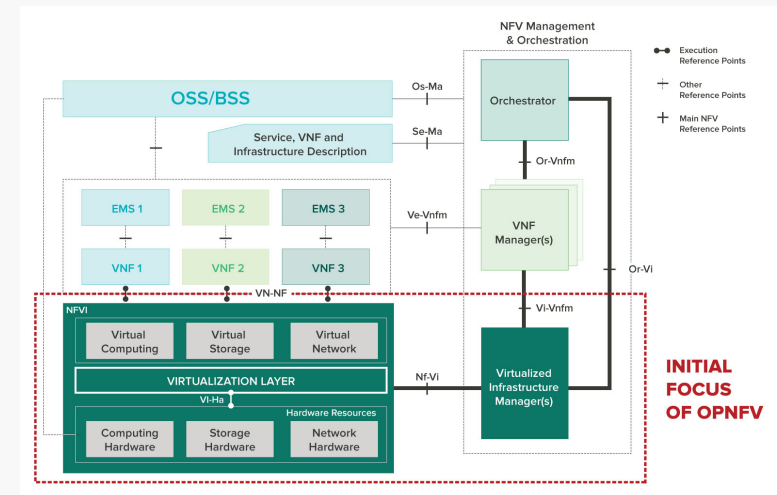 NFV Management
& Orchestration
Execution
Reference Points
Other
Reference Points
Main NFV
Reference Points
OSS/BSS
Os-Ma
Orchestrator
Service, VNF and
Infrastructure Description
Se-Ma
Or-Vnfm
EMS 1
EMS 2
EMS 3
Ve-Vnfm
VNF
Manager(s)
VNF 1
VNF 2
VNF 3
Or-Vi
VN-NF
Vi-Vnfm
NFVI
Virtual
Computing
Virtual
Storage
Virtual
Network
VIRTUALIZATION LAYER
Nf-Vi
Virtualized
Infrastructure
Manager(s)
INITIAL
FOCUS
OF OPNFV
VI-Ha
Hardware Resources
Computing
Hardware
Storage
Hardware
Network
Hardware